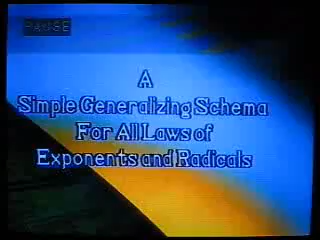 PAUSE
A
Simple Generalizing Schema
For All Laws of
Exponents and Radicals